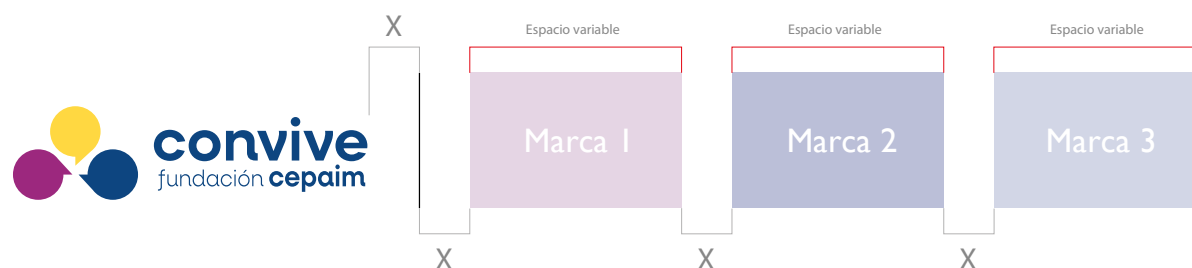 X
Espacio variable
Espacio variable
Espacio variable
convive
fundación cepaim
Marca 1
Marca 2
Marca 3
X
X
X